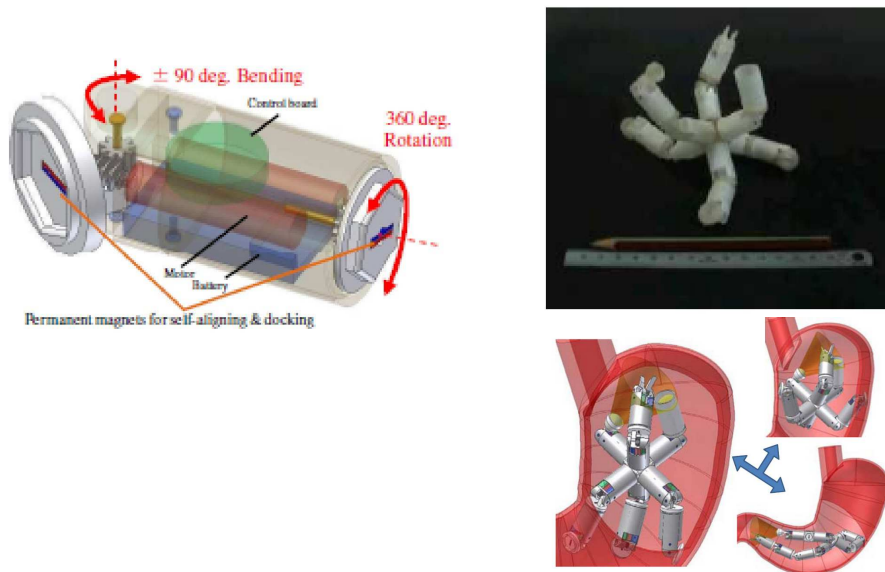 ± 90 deg. Bending
Control board
360 deg.
Rotation
Motor
Battery
Permanent magnets for self-aligning & docking